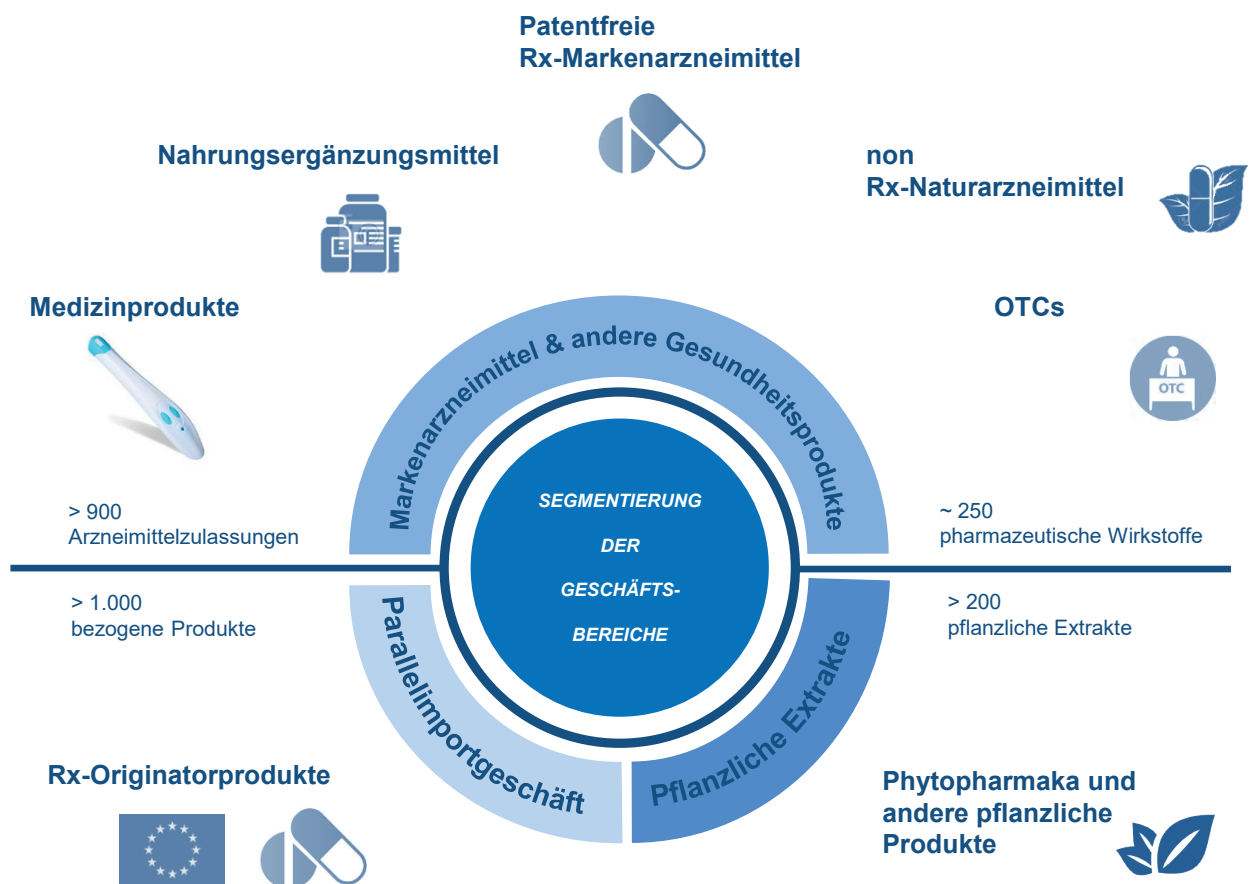 Patentfreie
Rx-Markenarzneimittel
Nahrungsergänzungsmittel
non
Rx-Naturarzneimittel
Medizinprodukte
OTCs
OTC
Markenarzneimittel & andere Gesundheitsprodukte
SEGMENTIERUNG
DER
GESCHÄFTS-
BEREICHE
> 900
Arzneimittelzulassungen
~ 250
pharmazeutische Wirkstoffe
> 1.000
bezogene Produkte
> 200
pflanzliche Extrakte
Parallelimportgeschäft
Pflanzliche Extrakte
Rx-Originatorprodukte
Phytopharmaka und
andere pflanzliche
Produkte